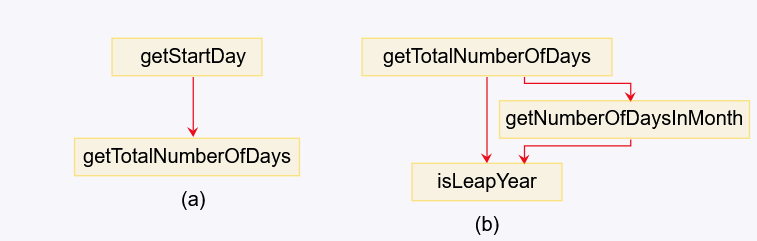 getStartDay
getTotalNumberOfDays
(a)
getTotalNumberOfDays
getNumberOfDaysInMonth
isLeapYear
(b)